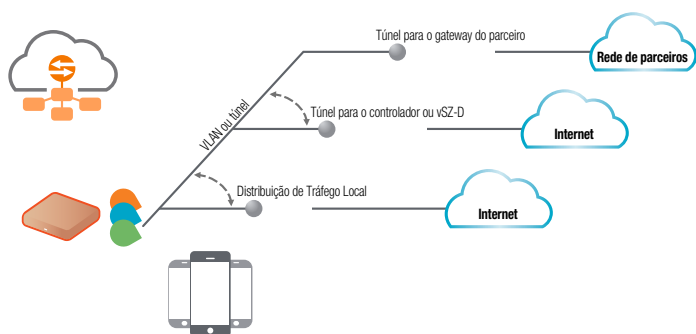 Túnel para o gateway do parceiro
Rede de parceiros
VLAN ou túnel
Túnel para o controlador ou vSZ-D
Internet
Distribuição de Tráfego Local
Internet